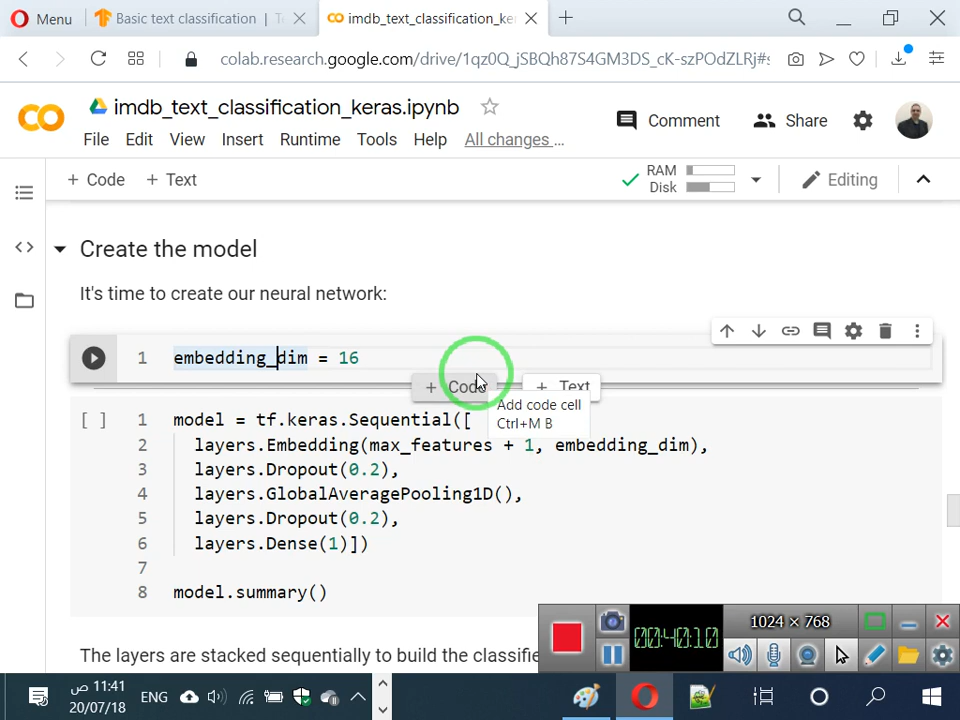 Menu
Basic text classification | Te
imdb_text_classification_ke
colab.research.google.com/drive/1qz0Q_jSBQh87S4GM3DS_cK-szPOdZLRj#s
imdb_text_classification_keras.ipynb
Comment
Share
File Edit View Insert Runtime Tools Help All changes …
+ Code + Text
RAM
Disk
Editing
Create the model
It's time to create our neural network:
1 embedding_dim = 16
+ Code + Text
Add code cell
Ctrl+M B
[ ] 1 model = tf.keras.Sequential([
2 layers.Embedding(max_features + 1, embedding_dim),
3 layers.Dropout(0.2),
4 layers.GlobalAveragePooling1D(),
5 layers.Dropout(0.2),
6 layers.Dense(1)])
7
8 model.summary()
1024 × 768
00:40:10
The layers are stacked sequentially to build the classifie
11:41 ص
ENG
20/07/18